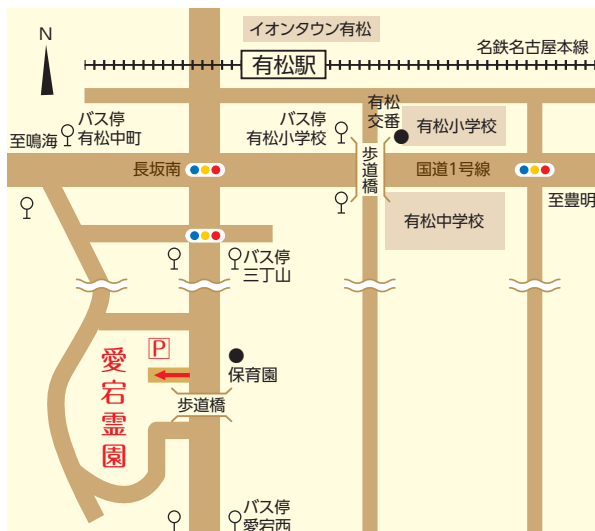 N
イオンタウン有松
名鉄名古屋本線
有松駅
バス停
有松中町
至鳴海
バス停
有松小学校
有松
交番
有松小学校
長坂南
歩道橋
国道1号線
至豊明
有松中学校
バス停
三丁山
P
愛宕霊園
保育園
歩道橋
バス停
愛宕西